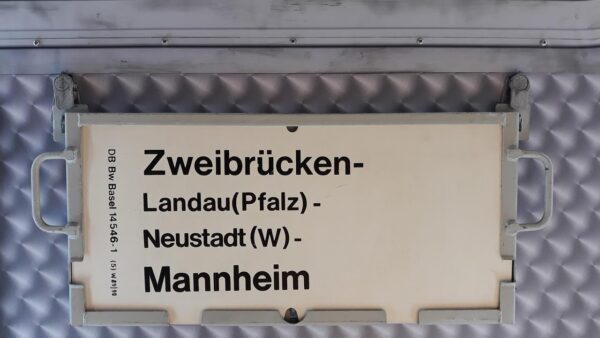 Zweibrücken-
Landau(Pfalz) -
Neustadt (W) -
Mannheim
DB Bw Basel 14546-1